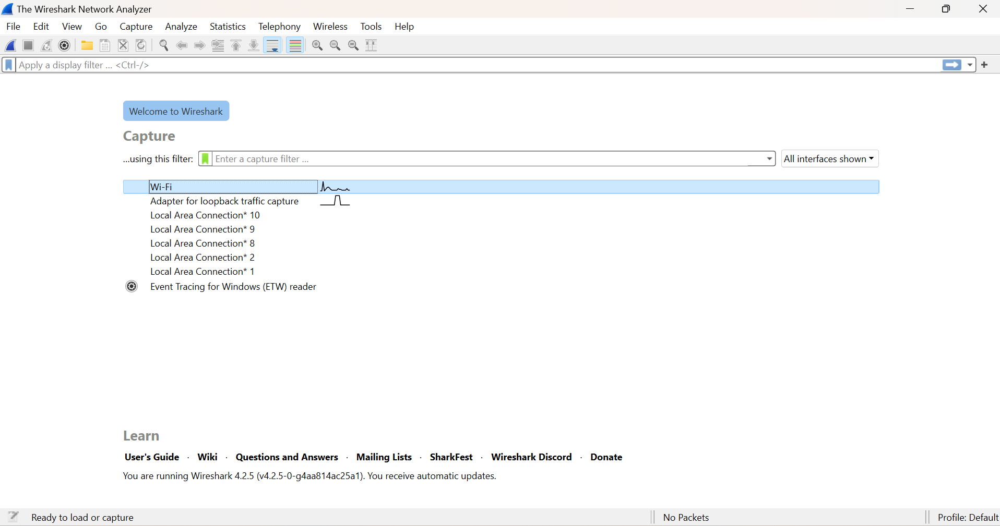 The Wireshark Network Analyzer
File Edit View Go Capture Analyze Statistics Telephony Wireless Tools Help
Apply a display filter ... <Ctrl-/>
Welcome to Wireshark
Capture
...using this filter: Enter a capture filter ... All interfaces shown
Wi-Fi
Adapter for loopback traffic capture
Local Area Connection* 10
Local Area Connection* 9
Local Area Connection* 8
Local Area Connection* 2
Local Area Connection* 1
Event Tracing for Windows (ETW) reader
Learn
User's Guide · Wiki · Questions and Answers · Mailing Lists · SharkFest · Wireshark Discord · Donate
You are running Wireshark 4.2.5 (v4.2.5-0-g4aa814ac25a1). You receive automatic updates.
Ready to load or capture No Packets Profile: Default